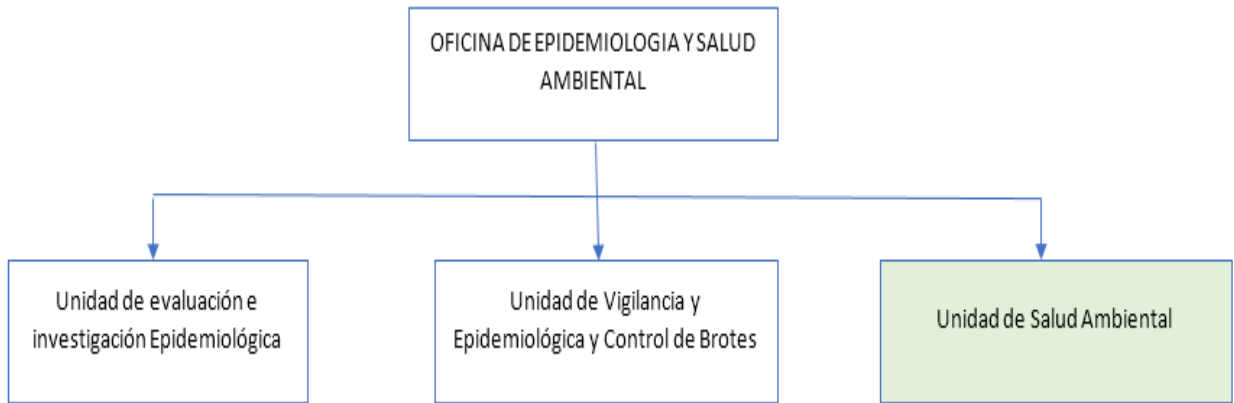 OFICINA DE EPIDEMIOLOGIA Y SALUD
AMBIENTAL
Unidad de evaluación e
investigación Epidemiológica
Unidad de Vigilancia y
Epidemiológica y Control de Brotes
Unidad de Salud Ambiental